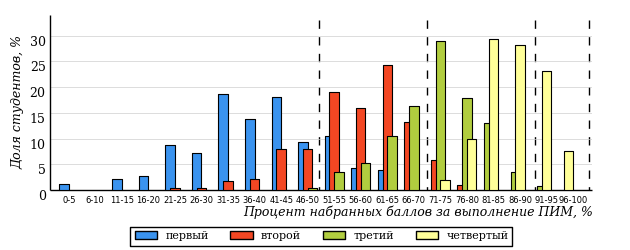 Доля студентов, %
30
25
20
15
10
5
0
0-5 6-10 11-15 16-20 21-25 26-30 31-35 36-40 41-45 46-50 51-55 56-60 61-65 66-70 71-75 76-80 81-85 86-90 91-95 96-100
Процент набранных баллов за выполнение ПИМ, %
первый второй третий четвертый